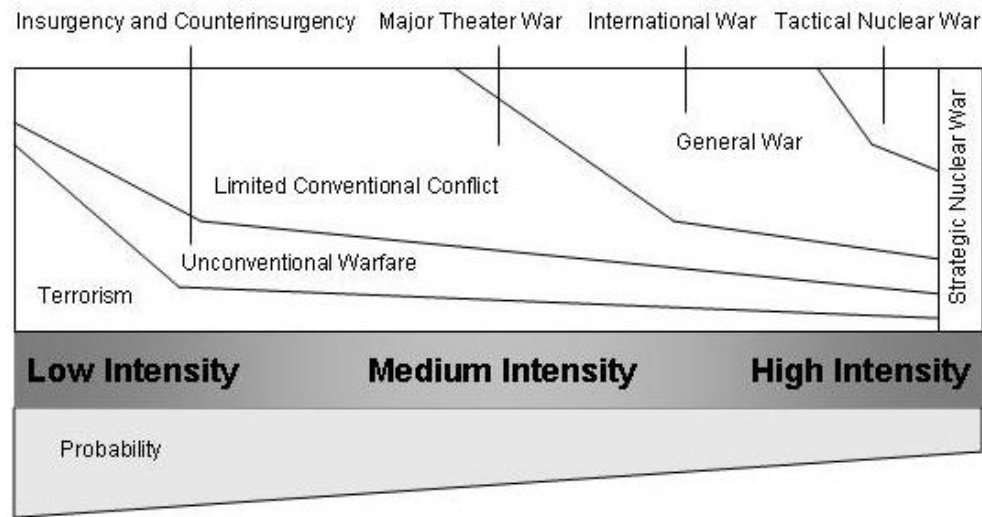 Insurgency and Counterinsurgency
Major Theater War
International War
Tactical Nuclear War
General War
Limited Conventional Conflict
Unconventional Warfare
Terrorism
Strategic Nuclear War
Low Intensity
Medium Intensity
High Intensity
Probability